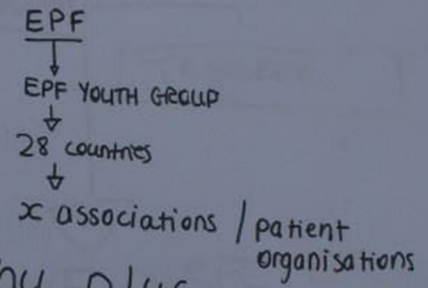 EPF
EPF YOUTH GROUP
28 countries
x associations / patient
organisations